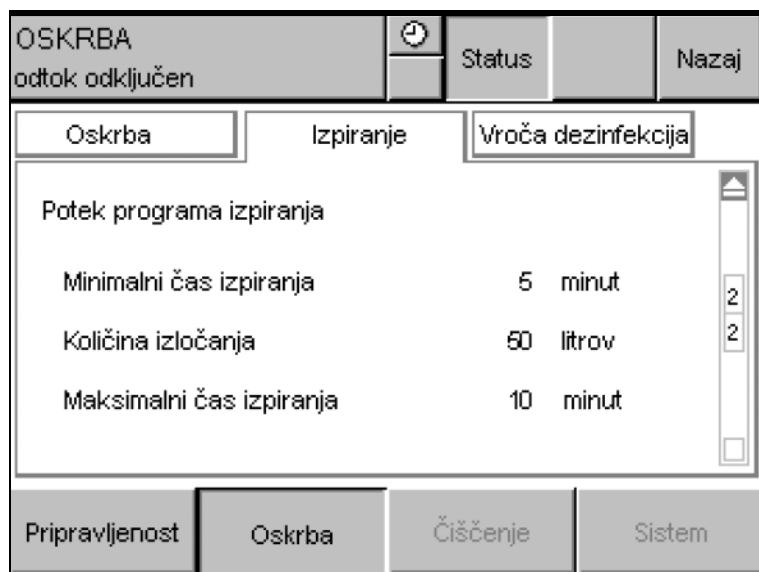 OSKRBA
odtok odključen
Status
Nazaj
Oskrba
Izpiranje
Vroča dezinfekcija
Potek programa izpiranja
Minimalni čas izpiranja 5 minut
Količina izločanja 50 litrov
Maksimalni čas izpiranja 10 minut
2
2
Pripravljenost
Oskrba
Čiščenje
Sistem